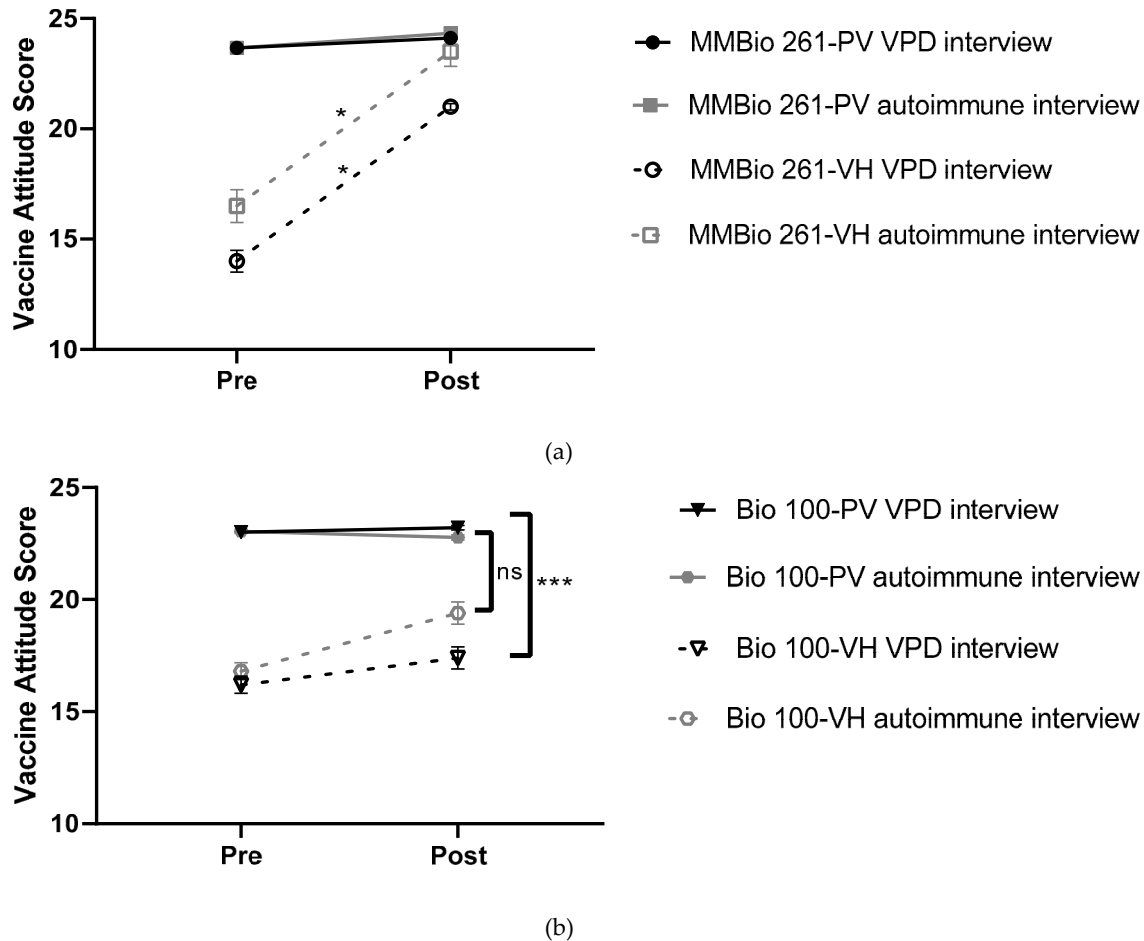 25
20
15
10
Vaccine Attitude Score
*
*
Pre Post
MMBio 261-PV VPD interview
MMBio 261-PV autoimmune interview
MMBio 261-VH VPD interview
MMBio 261-VH autoimmune interview
(a)
25
20
15
10
Vaccine Attitude Score
ns
***
Pre Post
Bio 100-PV VPD interview
Bio 100-PV autoimmune interview
Bio 100-VH VPD interview
Bio 100-VH autoimmune interview
(b)